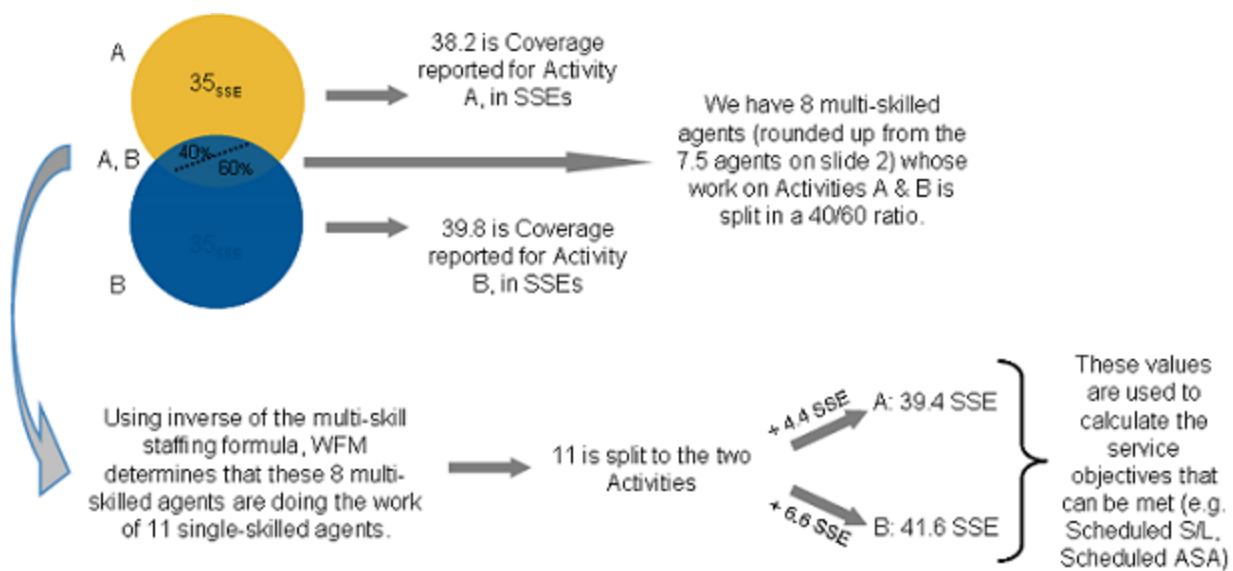 A
35SSE
A, B
40%
60%
35SSE
B
38.2 is Coverage
reported for Activity
A, in SSEs
39.8 is Coverage
reported for Activity
B, in SSEs
We have 8 multi-skilled
agents (rounded up from the
7.5 agents on slide 2) whose
work on Activities A & B is
split in a 40/60 ratio.
Using inverse of the multi-skill
staffing formula, WFM
determines that these 8 multi-
skilled agents are doing the work
of 11 single-skilled agents.
11 is split to the two
Activities
+ 4.4 SSE
A: 39.4 SSE
+ 6.6 SSE
B: 41.6 SSE
These values
are used to
calculate the
service
objectives that
can be met (e.g.
Scheduled S/L,
Scheduled ASA)